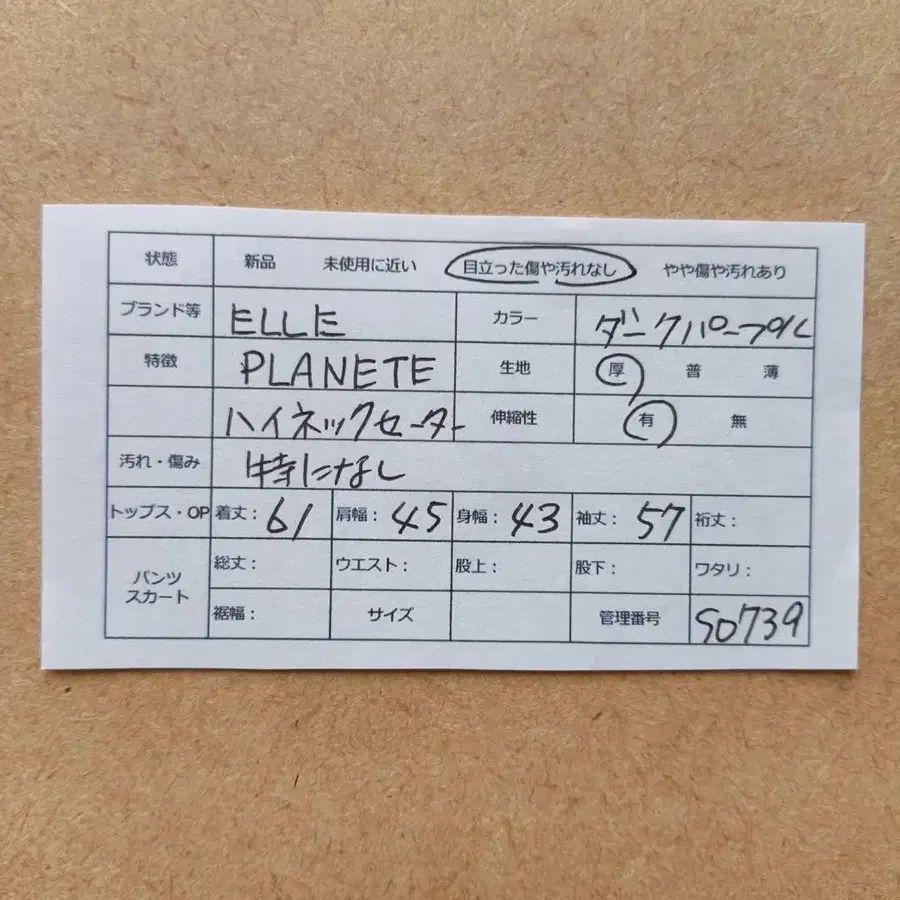 状態 新品 未使用に近い 目立った傷や汚れなし やや傷や汚れあり
ブランド等 ELLE カラー ダークパープル
特徴 PLANETE 生地 厚 普 薄
ハイネックセーター 伸縮性 有 無
汚れ・傷み 特になし
トップス・OP 着丈：61 肩幅：45 身幅：43 袖丈：57 裄丈：
パンツ スカート 総丈： ウエスト： 股上： 股下： ワタリ：
裾幅： サイズ 管理番号 S0739